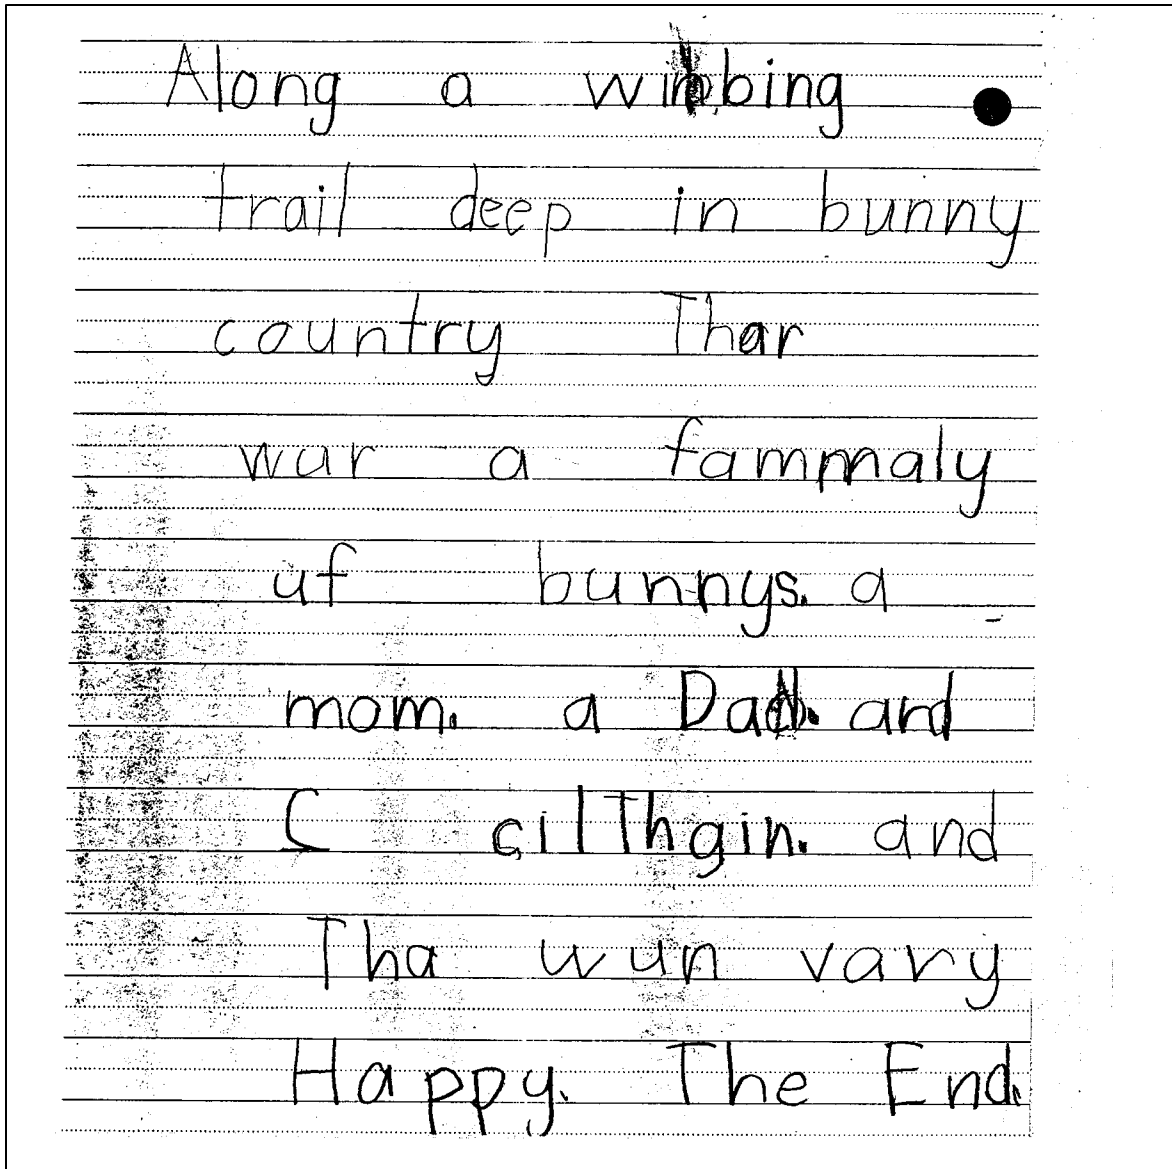 Along a winbing
trail deep in bunny
country Thar
wur a fammaly
uf bunnys. a
mom. a Dad. and
cilThgin. and
Tha wun vary
Happy. The End.